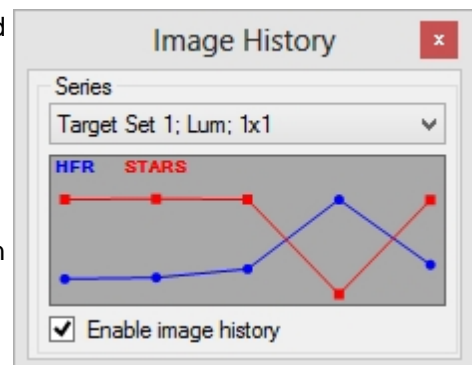 Image History
x
Series
Target Set 1; Lum; 1x1
HFR STARS
Enable image history